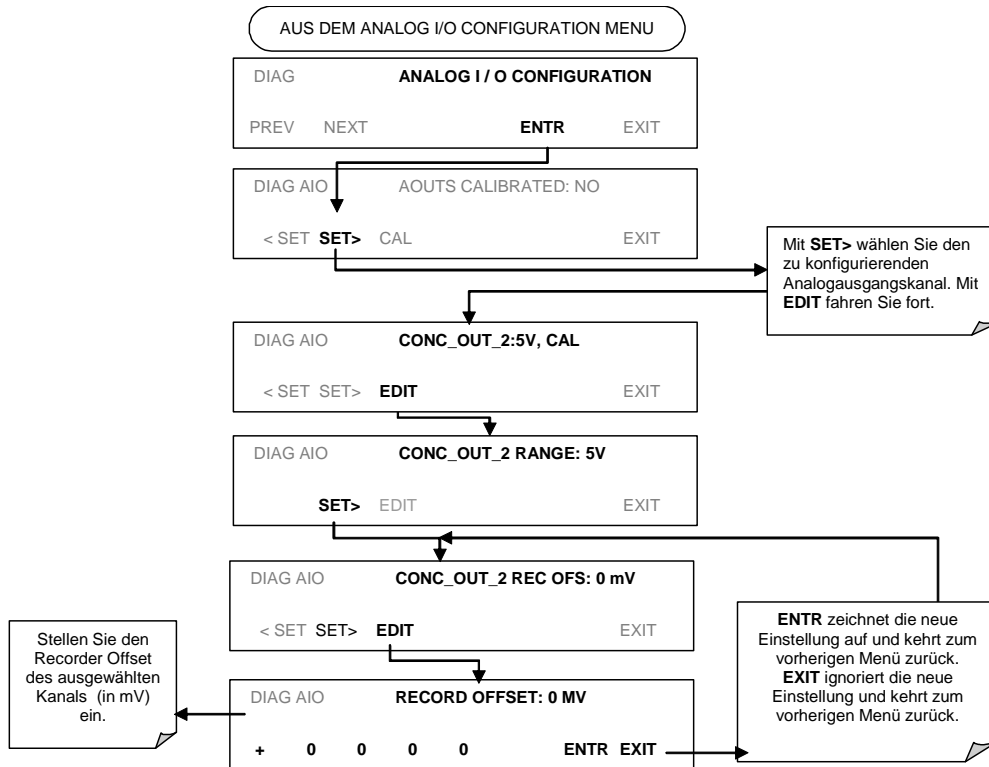 AUS DEM ANALOG I/O CONFIGURATION MENU
DIAG ANALOG I / O CONFIGURATION
PREV NEXT ENTR EXIT
DIAG AIO AOUTS CALIBRATED: NO
< SET SET> CAL EXIT
Mit SET> wählen Sie den
zu konfigurierenden
Analogausgangskanal. Mit
EDIT fahren Sie fort.
DIAG AIO CONC_OUT_2:5V, CAL
< SET SET> EDIT EXIT
DIAG AIO CONC_OUT_2 RANGE: 5V
SET> EDIT EXIT
DIAG AIO CONC_OUT_2 REC OFS: 0 mV
< SET SET> EDIT EXIT
Stellen Sie den
Recorder Offset
des ausgewählten
Kanals (in mV)
ein.
DIAG AIO RECORD OFFSET: 0 MV
+ 0 0 0 0 ENTR EXIT
ENTR zeichnet die neue
Einstellung auf und kehrt zum
vorherigen Menü zurück.
EXIT ignoriert die neue
Einstellung und kehrt zum
vorherigen Menü zurück.